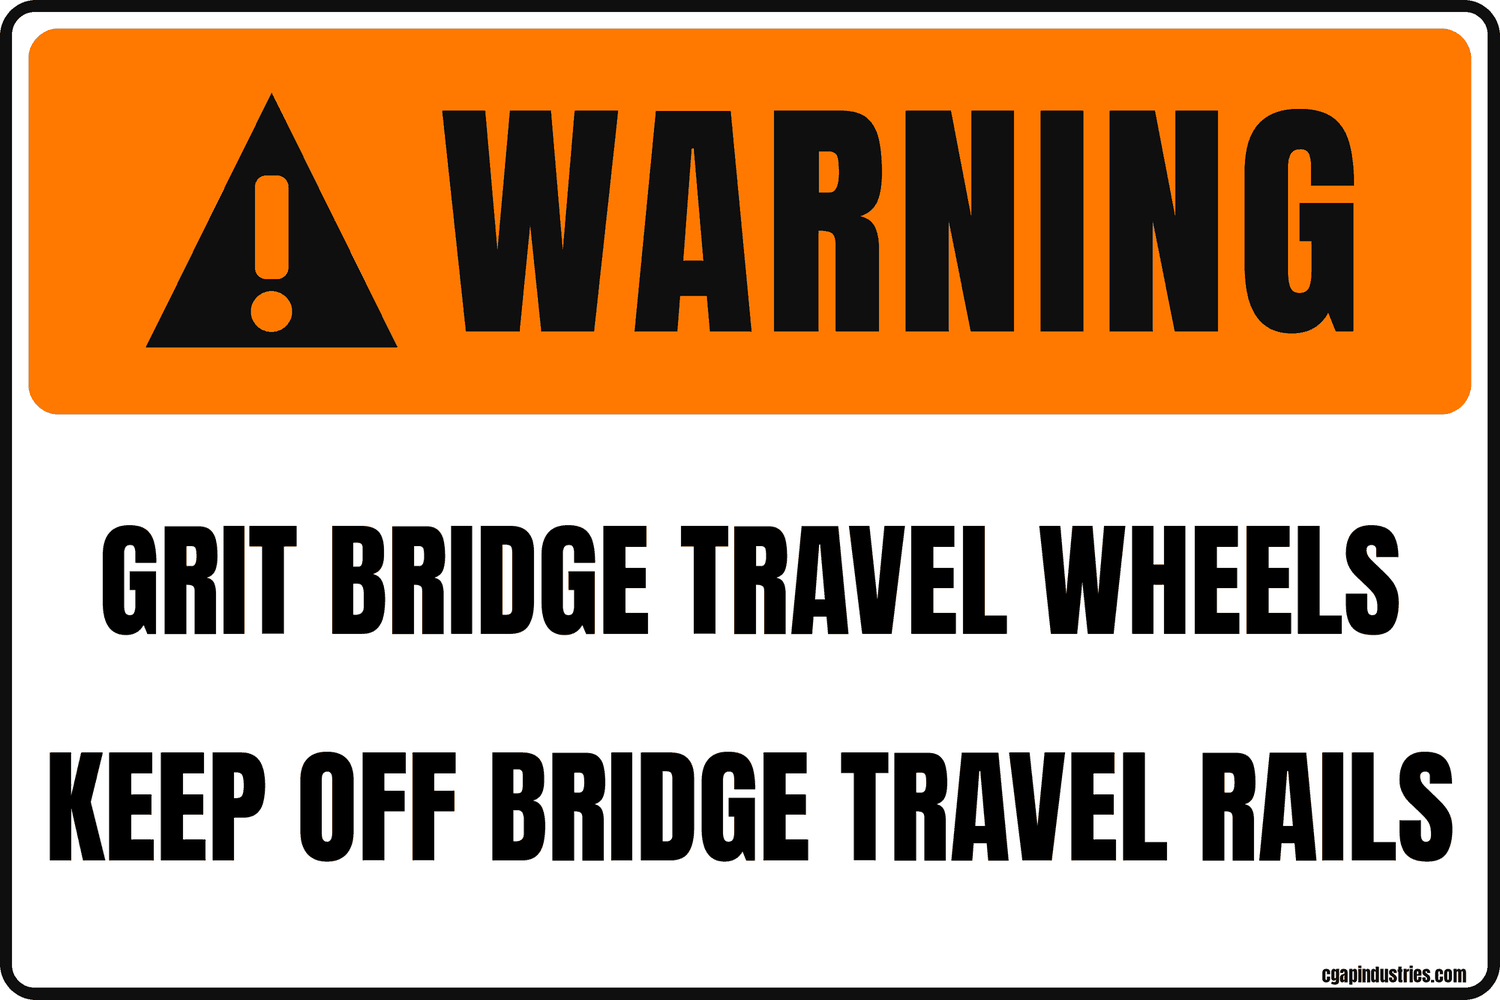 WARNING
GRIT BRIDGE TRAVEL WHEELS
KEEP OFF BRIDGE TRAVEL RAILS
cgapindustries.com